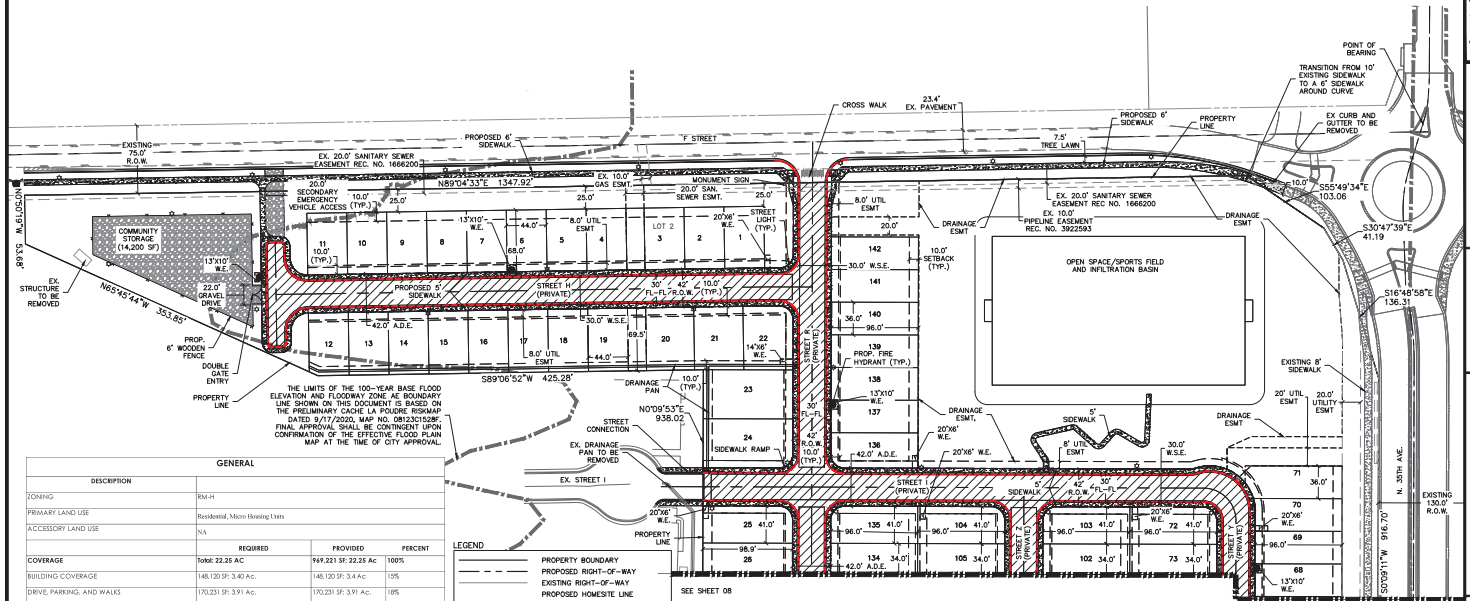 POINT OF
BEARING
TRANSITION FROM 10'
EXISTING SIDEWALK
TO A 6' SIDEWALK
AROUND CURVE
CROSS WALK
23.4'
EX. PAVEMENT
PROPOSED 6'
SIDEWALK
PROPERTY
LINE
EX CURB AND
GUTTER TO BE
REMOVED
EXISTING
75.0'
R.O.W.
PROPOSED 6'
SIDEWALK
F STREET
7.5'
TREE LAWN
EX. 20.0' SANITARY SEWER
EASEMENT REC. NO. 1666200
N89°04'33"E 1347.92'
EX. 10.0'
GAS ESMT.
MONUMENT SIGN
20.0' SAN.
SEWER ESMT.
25.0'
25.0'
10.0'
S55°49'34"E
103.06
EX. 20.0' SANITARY SEWER
EASEMENT REC NO. 1666200
EX. 10.0'
PIPELINE EASEMENT
REC. NO. 3922593
DRAINAGE
ESMT
DRAINAGE
ESMT
S30°47'39"E
41.19
N0°50'19"W 53.68'
20.0'
SECONDARY
EMERGENCY
VEHICLE ACCESS
10.0'
(TYP.)
8.0' UTIL
ESMT
20.0'
COMMUNITY
STORAGE
(14,200 SF)
13'X10'
W.E.
44.0'
8.0' UTIL
ESMT
LOT 2
20"X6'
W.E.
STREET
LIGHT
(TYP.)
11
10
9
8
7
6
5
4
3
2
1
10.0'
(TYP.)
68.0'
142
10.0'
SETBACK
(TYP.)
30.0' W.S.E.
OPEN SPACE/SPORTS FIELD
AND INFILTRATION BASIN
EX.
STRUCTURE
TO BE
REMOVED
13'X10'
W.E.
22.0'
GRAVEL
DRIVE
PROPOSED 5'
SIDEWALK
STREET H
(PRIVATE)
30'
FL-FL
42'
R.O.W.
10.0'
(TYP.)
141
N65°45'44"W 353.85'
S16°48'58"E
136.31
42.0' A.D.E.
30.0' W.S.E.
36.0'
140
96.0'
PROP.
6' WOODEN
FENCE
12
13
14
15
16
17
18
19
20
21
22
8.0' UTIL
ESMT
44.0'
69.5'
14"X6'
W.E.
STREET R
(PRIVATE)
139
PROP. FIRE
HYDRANT (TYP.)
DOUBLE
GATE
ENTRY
EXISTING 8'
SIDEWALK
PROPERTY
LINE
S89°06'52"W 425.28'
DRAINAGE
PAN
10.0'
(TYP.)
138
13"X10'
W.E.
137
THE LIMITS OF THE 100-YEAR BASE FLOOD
ELEVATION AND FLOODWAY ZONE AE BOUNDARY
LINE SHOWN ON THIS DOCUMENT IS BASED ON
THE PRELIMINARY CACHE LA POUDRE RISKMAP
DATED 9/17/2020, MAP NO. 08123C1528F.
FINAL APPROVAL SHALL BE CONTINGENT UPON
CONFIRMATION OF THE EFFECTIVE FLOOD PLAIN
MAP AT THE TIME OF CITY APPROVAL.
23
20' UTIL
ESMT
20.0'
UTILITY
ESMT
N0°09'53"E
938.02
30'
FL-FL
DRAINAGE
ESMT.
5'
SIDEWALK
DRAINAGE
ESMT
STREET
CONNECTION
24
SIDEWALK RAMP
42'
R.O.W.
10.0'
(TYP.)
136
20"X6'
W.E.
8' UTIL
ESMT
30.0'
W.S.E.
N. 35TH AVE.
EX. DRAINAGE
PAN TO BE
REMOVED
42.0' A.D.E.
20"X6' W.E.
71
36.0'
EX. STREET I
STREET I
(PRIVATE)
5'
SIDEWALK
42'
R.O.W.
30'
FL-FL
EXISTING
130.0'
R.O.W.
70
20"X6'
W.E.
PROPERTY
LINE
25 41.0'
98.9'
26
135 41.0'
96.0'
134 34.0'
42.0' A.D.E.
104 41.0'
96.0'
105 34.0'
STREET Z
(PRIVATE)
103 41.0'
96.0'
102 34.0'
20"X6'
W.E.
72 41.0'
96.0'
73 34.0'
STREET Y
(PRIVATE)
20"X6'
W.E.
69
96.0'
68
13"X10'
W.E.
S0°09'11"W 916.70'
GENERAL
DESCRIPTION
ZONING RM-H
PRIMARY LAND USE Residential, Micro Housing Units
ACCESSORY LAND USE NA
REQUIRED PROVIDED PERCENT
COVERAGE Total: 22.25 AC 969,221 SF; 22.25 Ac 100%
BUILDING COVERAGE 148,120 SF; 3.40 Ac. 148,120 SF; 3.4 Ac 15%
DRIVE, PARKING, AND WALKS 170,231 SF; 3.91 Ac. 170,231 SF; 3.91 Ac. 18%
LEGEND
PROPERTY BOUNDARY
PROPOSED RIGHT-OF-WAY
EXISTING RIGHT-OF-WAY
PROPOSED HOMESITE LINE
SEE SHEET 08